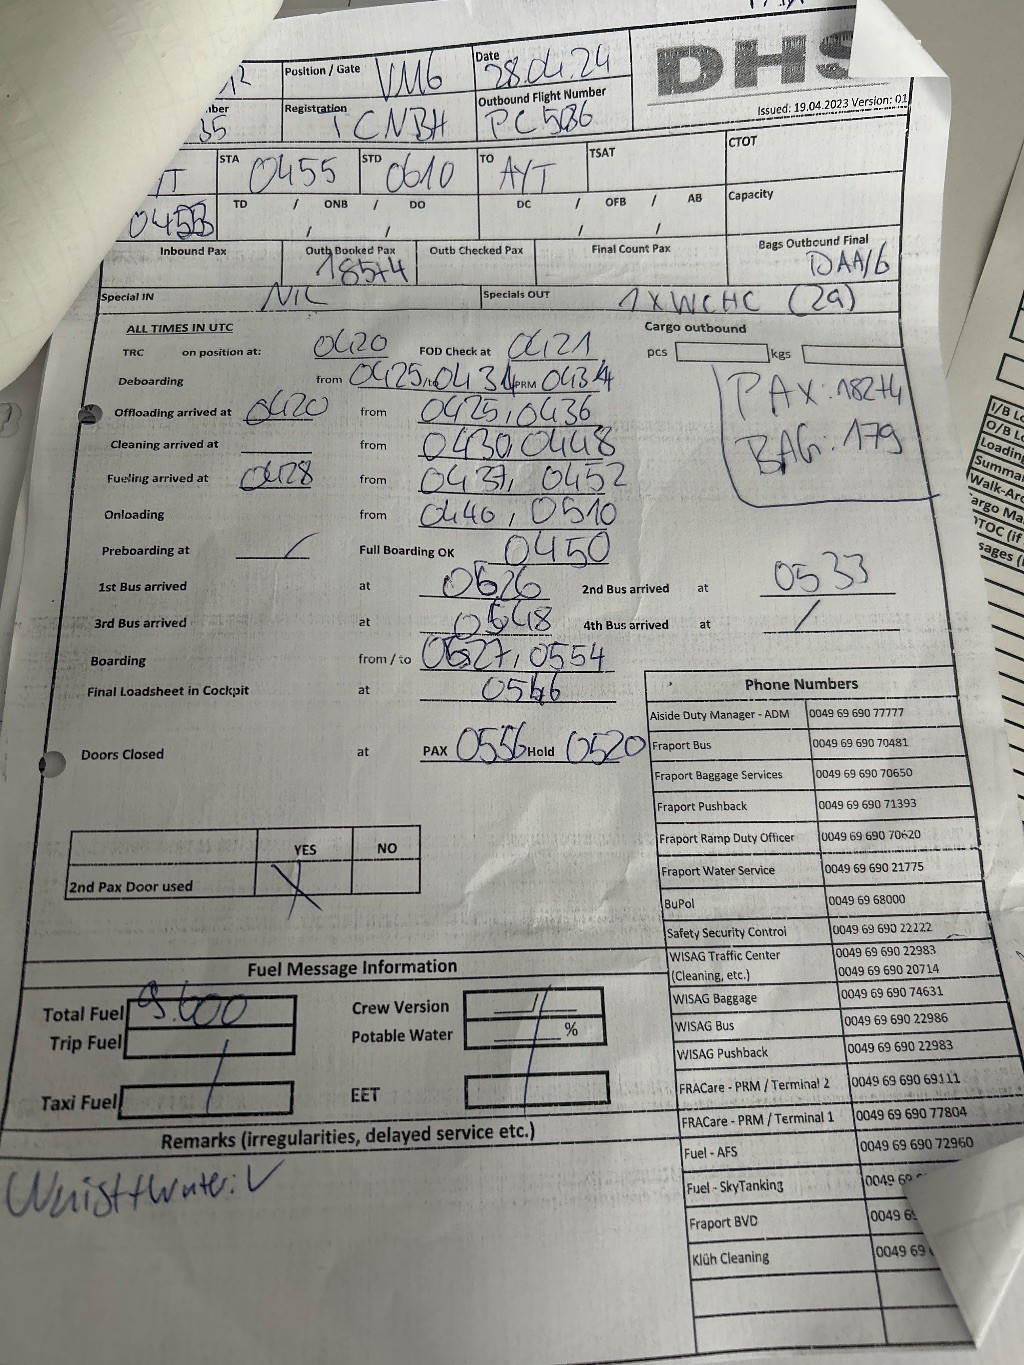 Position / Gate VM6 Date 28.04.24 DHS
Registration TCNBH Outbound Flight Number PC5086 Issued: 19.04.2023 Version: 01
STA 0455 STD 0610 TO AYT TSAT CTOT
TD / ONB / DO DC / OFB / AB Capacity
Inbound Pax Outb Booked Pax 185+4 Outb Checked Pax Final Count Pax Bags Outbound Final DAA/6
Special IN NIL Specials OUT 1XWCHC (2a)
ALL TIMES IN UTC Cargo outbound
TRC on position at: 0420 FOD Check at 0421 pcs kgs
Deboarding from 0425, to 0434 PRM 0434
PAX: 182+4
Offloading arrived at 0420 from 0425, 0436
BAG: 179
Cleaning arrived at from 0430, 0448
Fueling arrived at 0428 from 0437, 0452
Onloading from 0440, 0510
Preboarding at / Full Boarding OK 0450
1st Bus arrived at 0526 2nd Bus arrived at 0533
3rd Bus arrived at 0548 4th Bus arrived at /
Boarding from / to 0527, 0554
Final Loadsheet in Cockpit at
Doors Closed at PAX 0556 Hold 0520
YES NO
2nd Pax Door used X
Phone Numbers
Aiside Duty Manager - ADM 0049 69 690 77777
Fraport Bus 0049 69 690 70481
Fraport Baggage Services 0049 69 690 70650
Fraport Pushback 0049 69 690 71393
Fraport Ramp Duty Officer 0049 69 690 70620
Fraport Water Service 0049 69 690 21775
BuPol 0049 69 68000
Safety Security Control 0049 69 690 22222
WISAG Traffic Center 0049 69 690 22983
(Cleaning, etc.) 0049 69 690 20714
WISAG Baggage 0049 69 690 74631
WISAG Bus 0049 69 690 22986
WISAG Pushback 0049 69 690 22983
FRACare - PRM / Terminal 2 0049 69 690 69111
FRACare - PRM / Terminal 1 0049 69 690 77804
Fuel - AFS 0049 69 690 72960
Fuel - SkyTanking 0049 69
Fraport BVD 0049 69
Klüh Cleaning 0049 69
Fuel Message Information
Total Fuel 9.600 Crew Version /
Trip Fuel Potable Water %
Taxi Fuel EET
Remarks (irregularities, delayed service etc.)
I/B
O/B
Loading